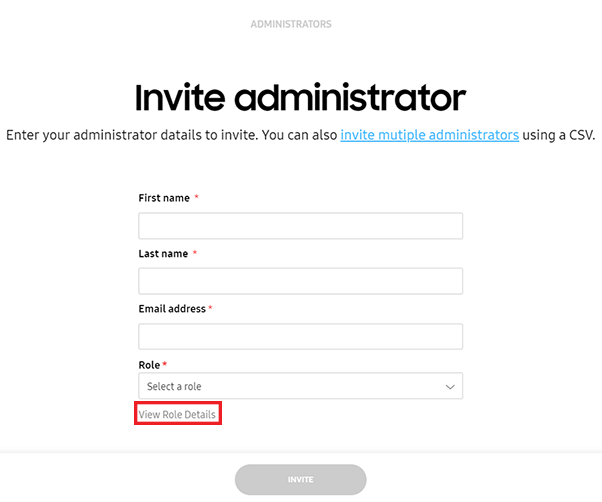 ADMINISTRATORS
Invite administrator
Enter your administrator datails to invite. You can also invite mutiple administrators using a CSV.
First name *
Last name *
Email address *
Role *
Select a role
View Role Details
INVITE